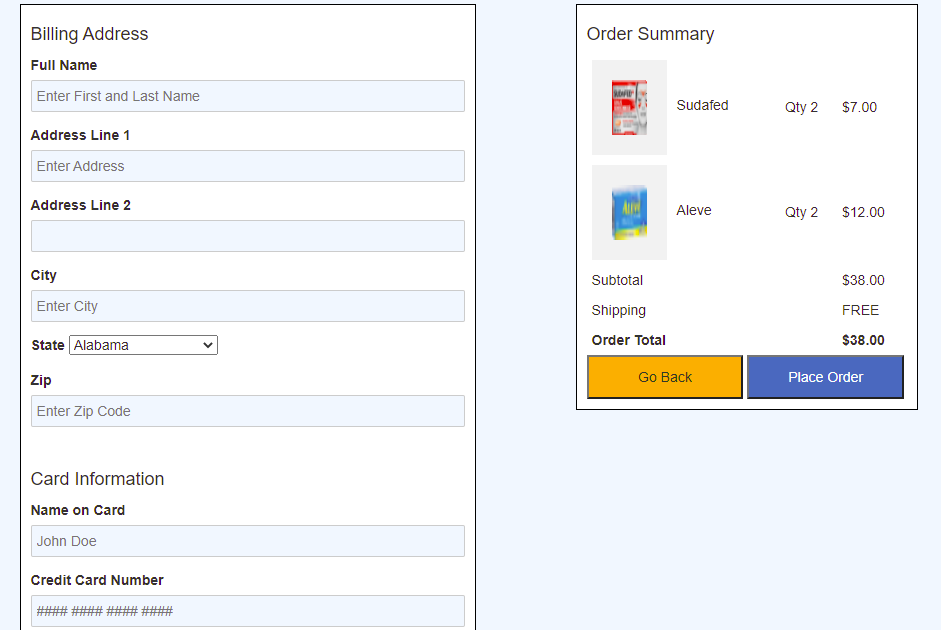 Billing Address
Full Name
Enter First and Last Name
Address Line 1
Enter Address
Address Line 2
City
Enter City
State Alabama
Zip
Enter Zip Code
Card Information
Name on Card
John Doe
Credit Card Number
#### #### #### ####
Order Summary
SUDAFED
Sudafed Qty 2 $7.00
Aleve Qty 2 $12.00
Subtotal $38.00
Shipping FREE
Order Total $38.00
Go Back Place Order